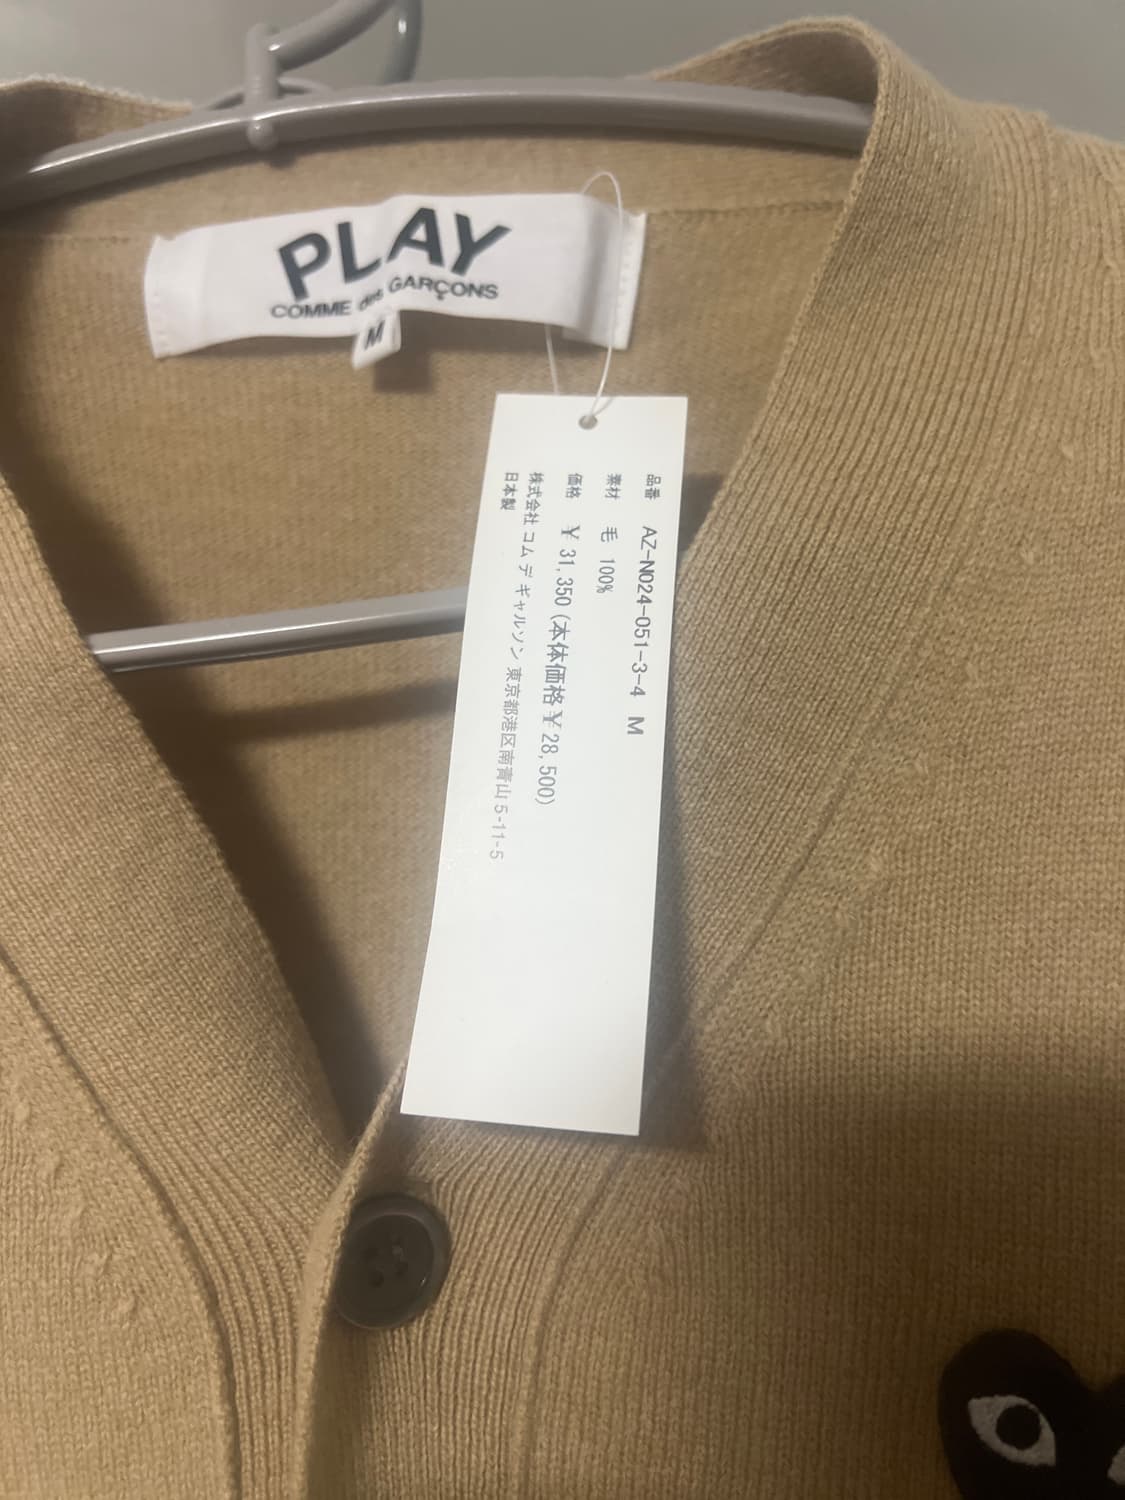 PLAY
COMME des GARÇONS
M
品番 AZ-N024-051-3-4 M
素材 毛 100%
価格 ¥ 31,350 (本体価格 ¥ 28,500)
株式会社 コム デ ギャルソン 東京都港区南青山 5-11-5
日本製